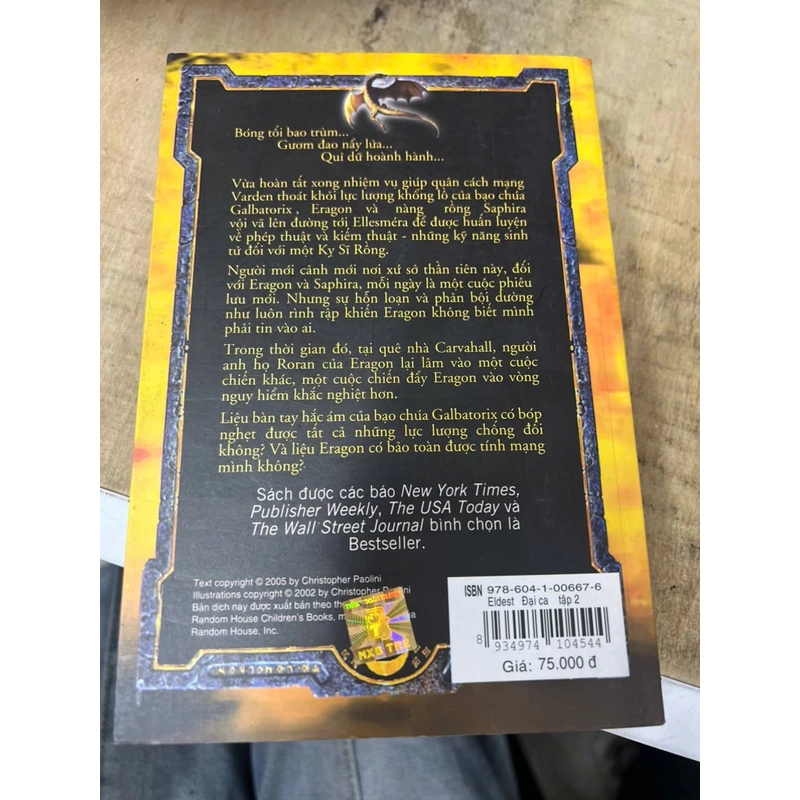 Bóng tối bao trùm...
Gươm đao nẩy lửa...
Quỉ dữ hoành hành...
Vừa hoàn tất xong nhiệm vụ giúp quân cách mạng
Varden thoát khỏi lực lượng khổng lồ của bạo chúa
Galbatorix, Eragon và nàng rồng Saphira
vội vã lên đường tới Ellesméra để được huấn luyện
về phép thuật và kiếm thuật - những kỹ năng sinh
tử đối với một Kỵ Sĩ Rồng.
Người mới cảnh mới nơi xứ sở thần tiên này, đối
với Eragon và Saphira, mỗi ngày là một cuộc phiêu
lưu mới. Nhưng sự hỗn loạn và phản bội dường
như luôn rình rập khiến Eragon không biết mình
phải tin vào ai.
Trong thời gian đó, tại quê nhà Carvahall, người
anh họ Roran của Eragon lại lâm vào một cuộc
chiến khác, một cuộc chiến đẩy Eragon vào vòng
nguy hiểm khắc nghiệt hơn.
Liệu bàn tay hắc ám của bạo chúa Galbatorix có bóp
nghẹt được tất cả những lực lượng chống đối
không? Và liệu Eragon có bảo toàn được tính mạng
mình không?
Sách được các báo New York Times,
Publisher Weekly, The USA Today và
The Wall Street Journal bình chọn là
Bestseller.
Text copyright © 2005 by Christopher Paolini
Illustrations copyright © 2002 by Christopher Paolini
Bản dịch này được xuất bản theo
Random House Children's Books,
Random House, Inc.
NXB TRẺ
ISBN 978-604-1-00667-6
Eldest Đại ca tập 2
8 934974 104544
Giá: 75.000 đ